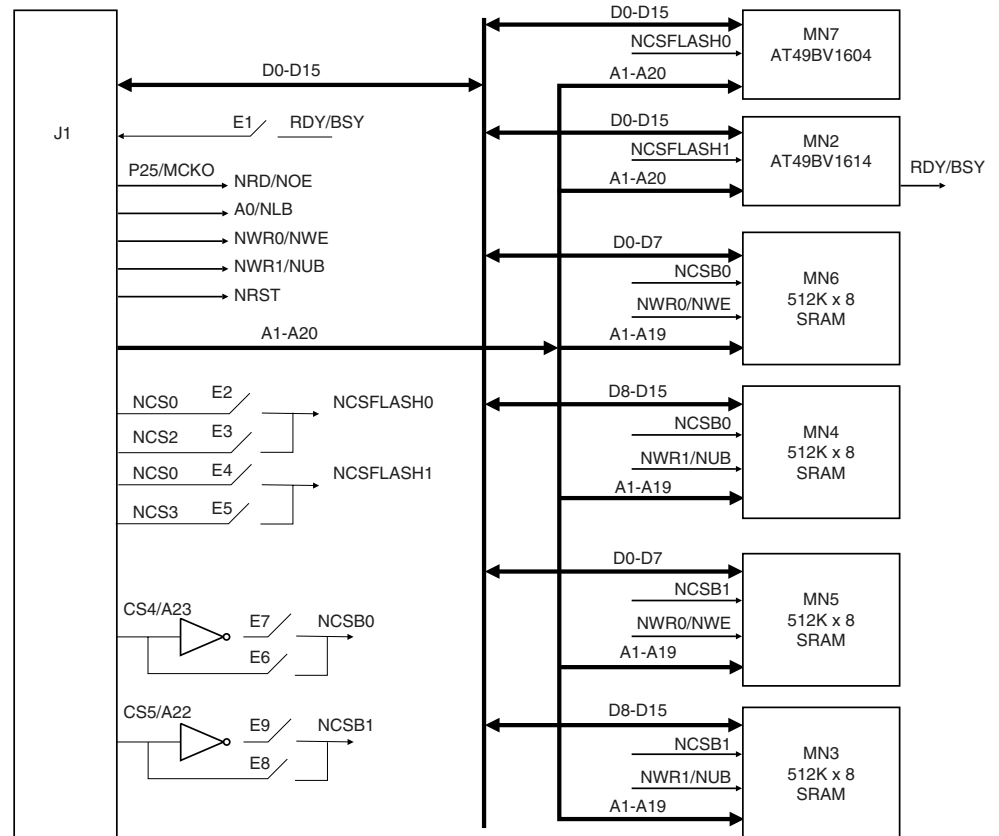 J1
D0-D15
E1
RDY/BSY
P25/MCKO
NRD/NOE
A0/NLB
NWR0/NWE
NWR1/NUB
NRST
A1-A20
NCS0
E2
NCSFLASH0
NCS2
E3
NCS0
E4
NCSFLASH1
NCS3
E5
CS4/A23
E7
NCSB0
E6
CS5/A22
E9
NCSB1
E8
D0-D15
NCSFLASH0
A1-A20
MN7
AT49BV1604
D0-D15
NCSFLASH1
A1-A20
MN2
AT49BV1614
RDY/BSY
D0-D7
NCSB0
NWR0/NWE
A1-A19
MN6
512K x 8
SRAM
D8-D15
NCSB0
NWR1/NUB
A1-A19
MN4
512K x 8
SRAM
D0-D7
NCSB1
NWR0/NWE
A1-A19
MN5
512K x 8
SRAM
D8-D15
NCSB1
NWR1/NUB
A1-A19
MN3
512K x 8
SRAM